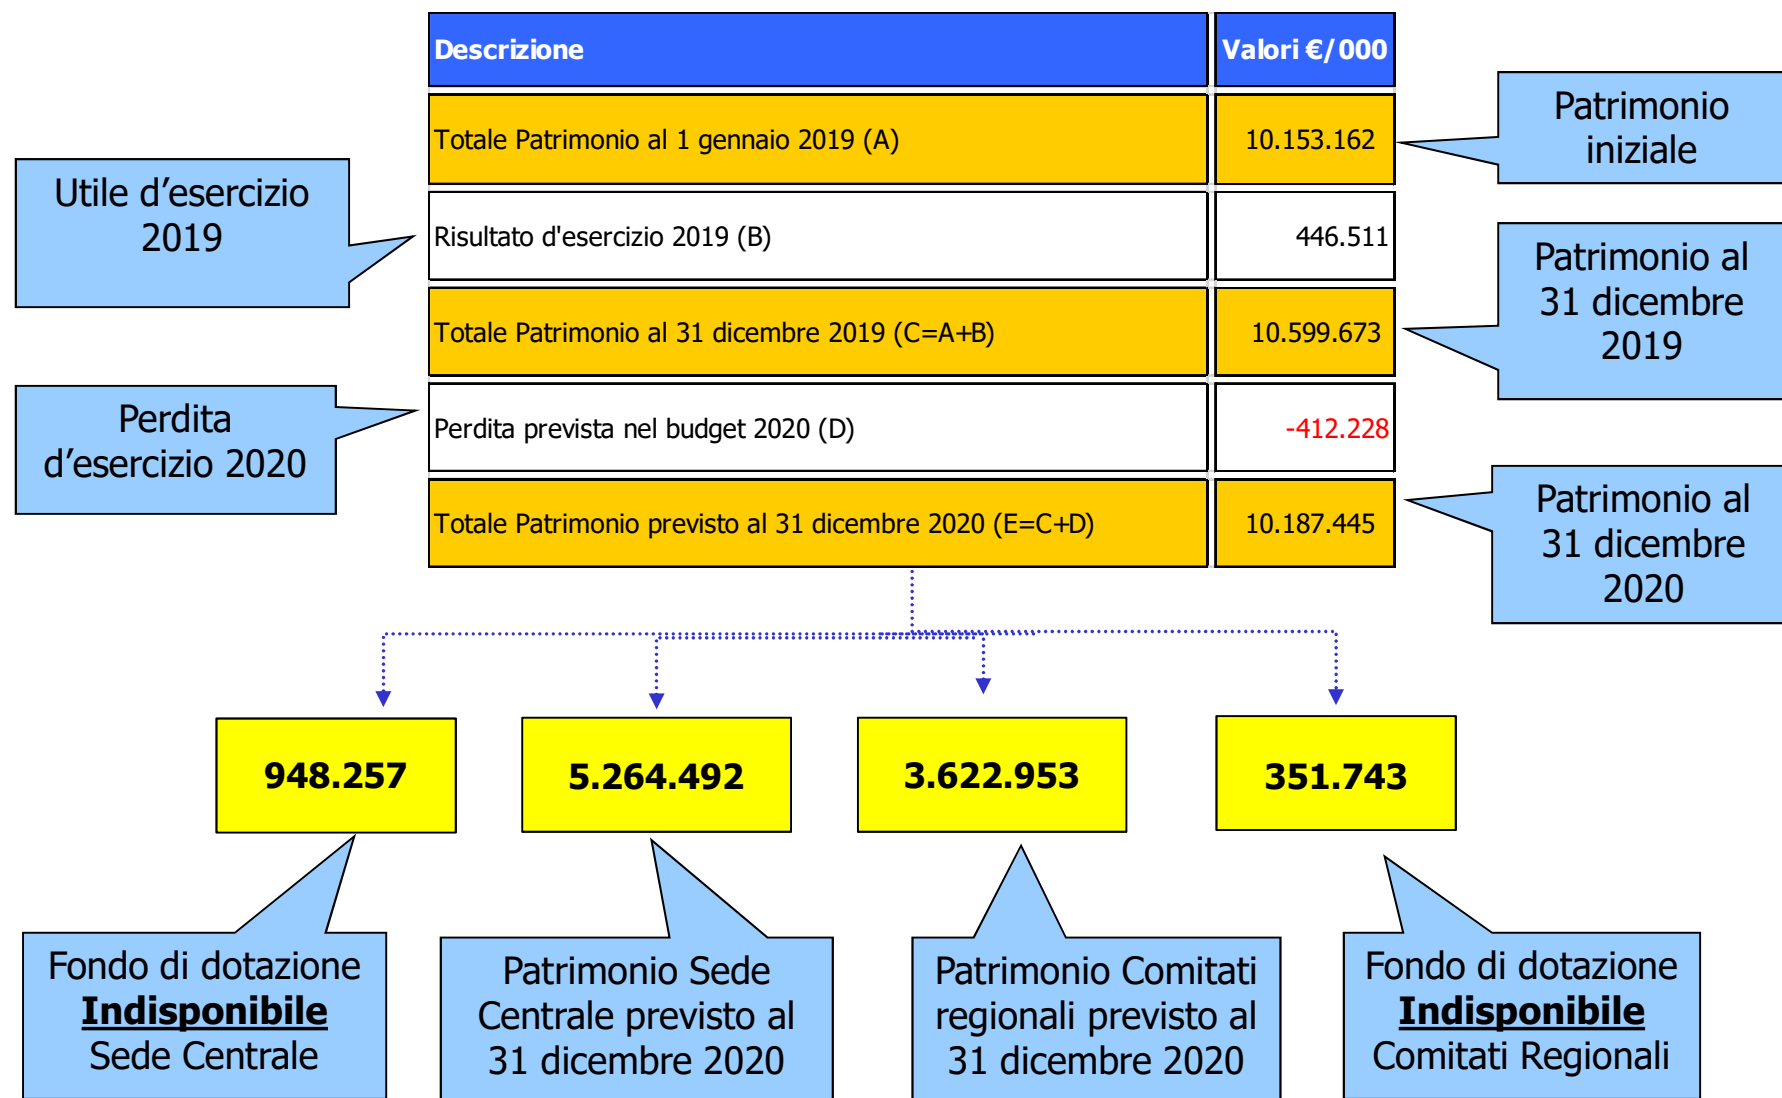 Descrizione Valori €/000
Totale Patrimonio al 1 gennaio 2019 (A) 10.153.162
Patrimonio
iniziale
Utile d’esercizio
2019
Risultato d'esercizio 2019 (B) 446.511
Totale Patrimonio al 31 dicembre 2019 (C=A+B) 10.599.673
Patrimonio al
31 dicembre
2019
Perdita
d’esercizio 2020
Perdita prevista nel budget 2020 (D) -412.228
Totale Patrimonio previsto al 31 dicembre 2020 (E=C+D) 10.187.445
Patrimonio al
31 dicembre
2020
948.257
5.264.492
3.622.953
351.743
Fondo di dotazione
Indisponibile
Sede Centrale
Patrimonio Sede
Centrale previsto al
31 dicembre 2020
Patrimonio Comitati
regionali previsto al
31 dicembre 2020
Fondo di dotazione
Indisponibile
Comitati Regionali